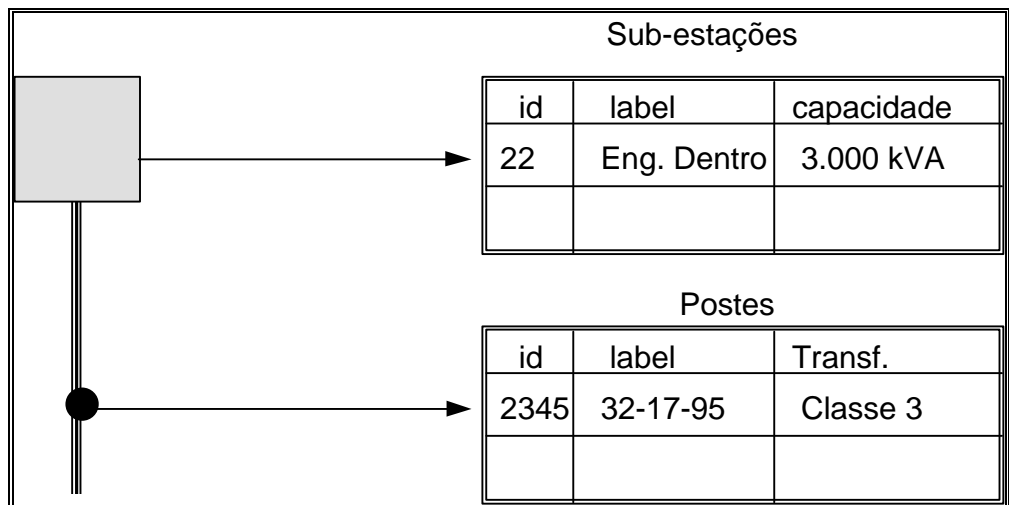 Sub-estações
id label capacidade
22 Eng. Dentro 3.000 kVA
Postes
id label Transf.
2345 32-17-95 Classe 3